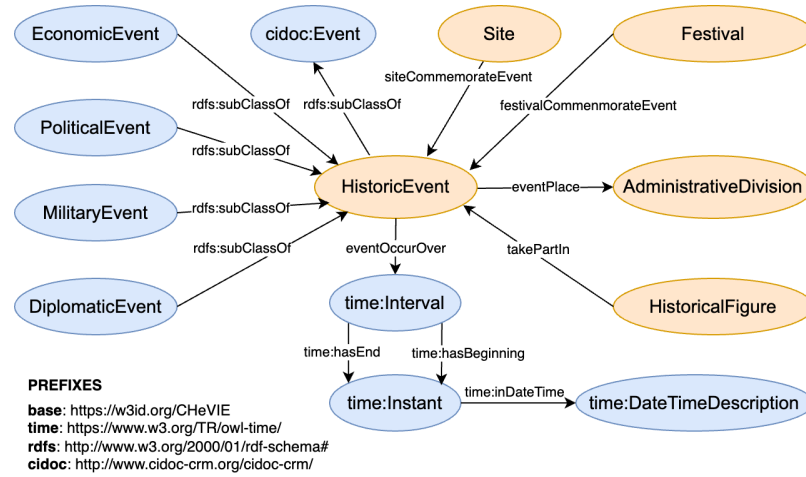 EconomicEvent
cidoc:Event
Site
Festival
siteCommemorateEvent
rdfs:subClassOf
rdfs:subClassOf
festivalCommenmorateEvent
PoliticalEvent
rdfs:subClassOf
HistoricEvent
eventPlace
AdministrativeDivision
MilitaryEvent
rdfs:subClassOf
rdfs:subClassOf
eventOccurOver
takePartIn
DiplomaticEvent
time:Interval
HistoricalFigure
time:hasEnd
time:hasBeginning
time:Instant
time:inDateTime
time:DateTimeDescription
PREFIXES
base: https://w3id.org/CHeVIE
time: https://www.w3.org/TR/owl-time/
rdfs: http://www.w3.org/2000/01/rdf-schema#
cidoc: http://www.cidoc-crm.org/cidoc-crm/